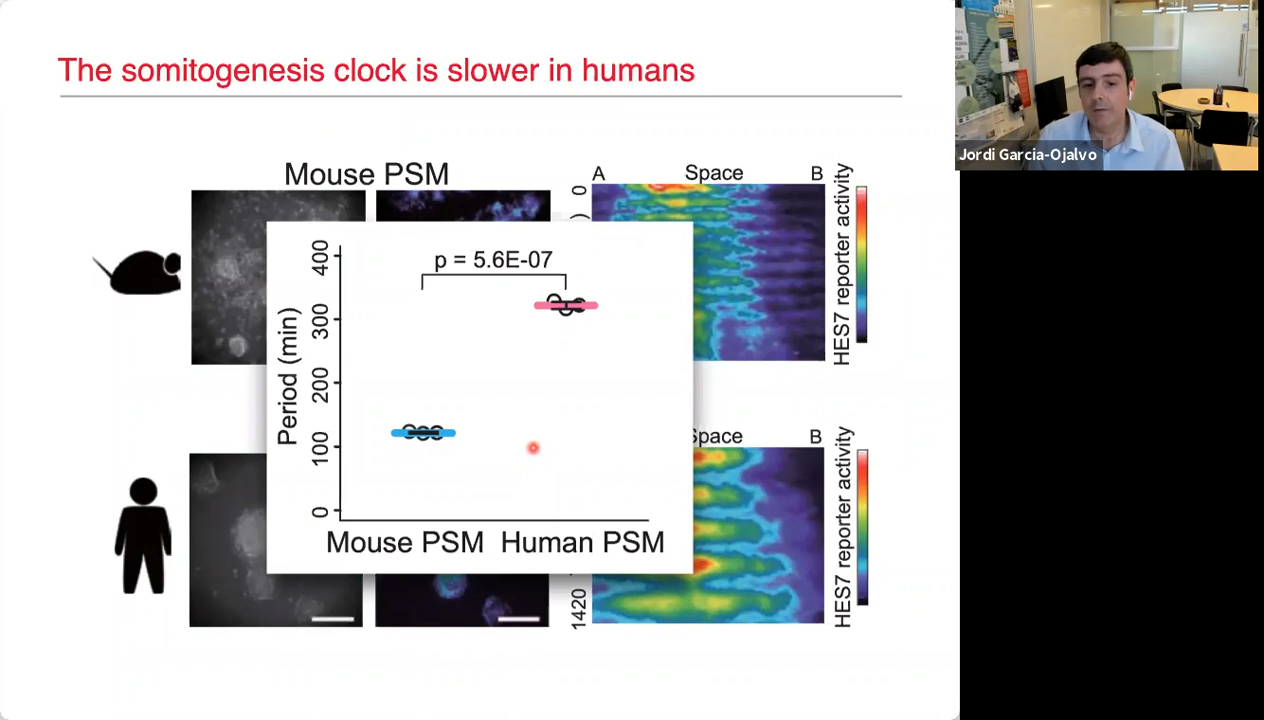 The somitogenesis clock is slower in humans
Jordi Garcia-Ojalvo
Mouse PSM
A Space B
0
)
HES7 reporter activity
p = 5.6E-07
Period (min)
400
300
200
100
0
Mouse PSM Human PSM
Space B
1420
HES7 reporter activity